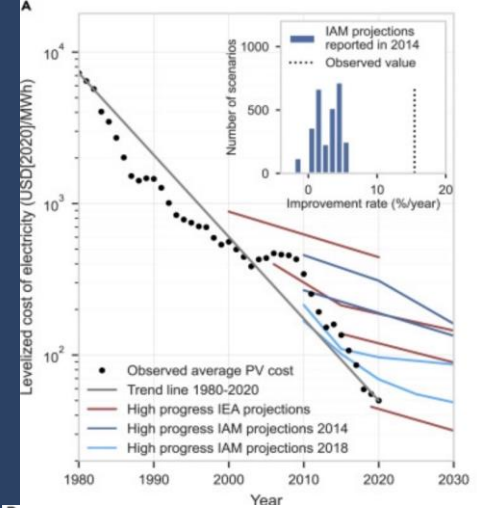 A
Levelized cost of electricity (USD[2020]/MWh)
10⁴
10³
10²
Number of scenarios
1000
500
0
IAM projections
reported in 2014
Observed value
0 10 20
Improvement rate (%/year)
Observed average PV cost
Trend line 1980-2020
High progress IEA projections
High progress IAM projections 2014
High progress IAM projections 2018
1980 1990 2000 2010 2020 2030
Year